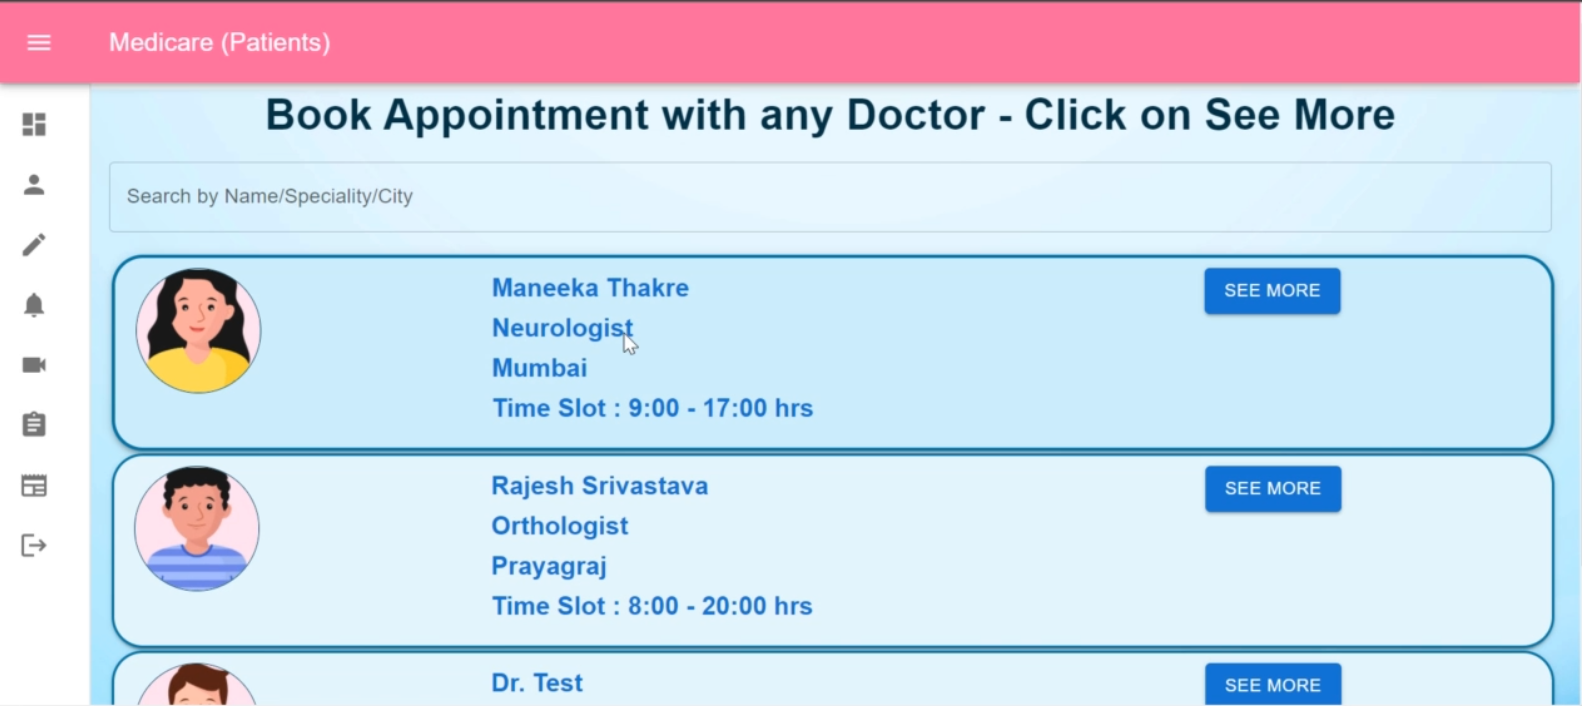 Medicare (Patients)
Book Appointment with any Doctor - Click on See More
Search by Name/Speciality/City
Maneeka Thakre
SEE MORE
Neurologist
Mumbai
Time Slot : 9:00 - 17:00 hrs
Rajesh Srivastava
SEE MORE
Orthologist
Prayagraj
Time Slot : 8:00 - 20:00 hrs
Dr. Test
SEE MORE